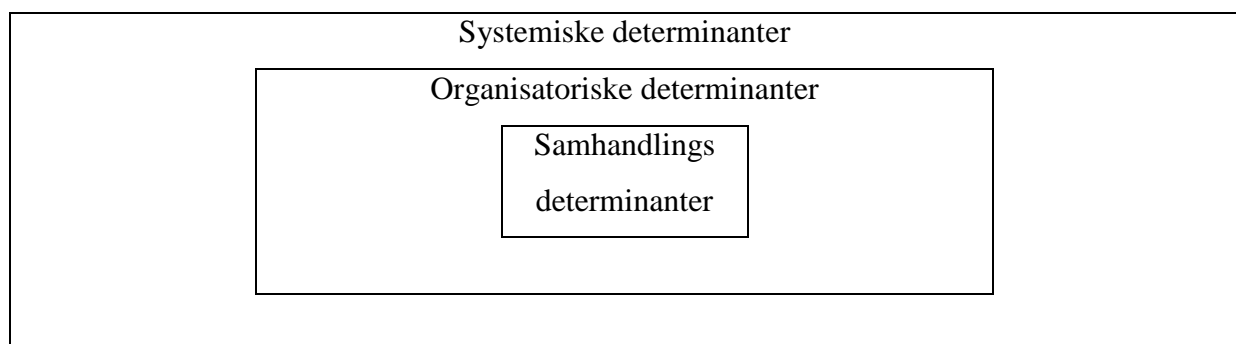 Systemiske determinanter
Organisatoriske determinanter
Samhandlings
determinanter